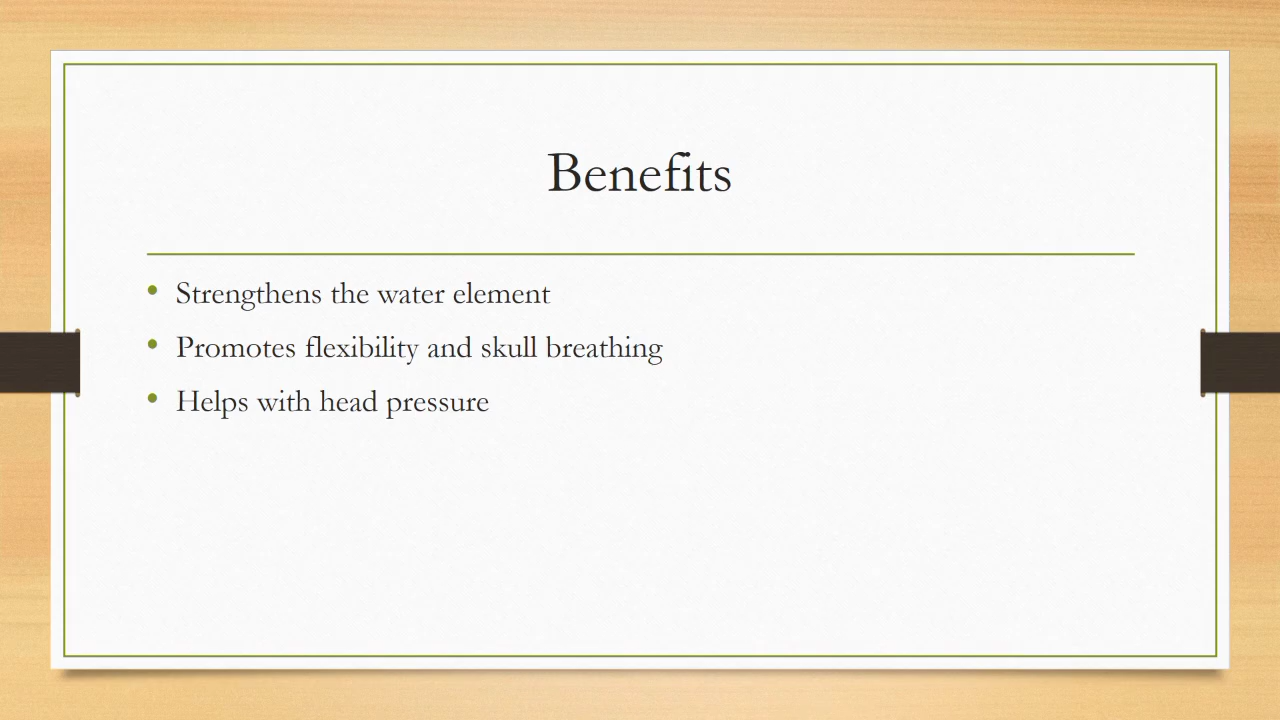 Benefits
• Strengthens the water element
• Promotes flexibility and skull breathing
• Helps with head pressure